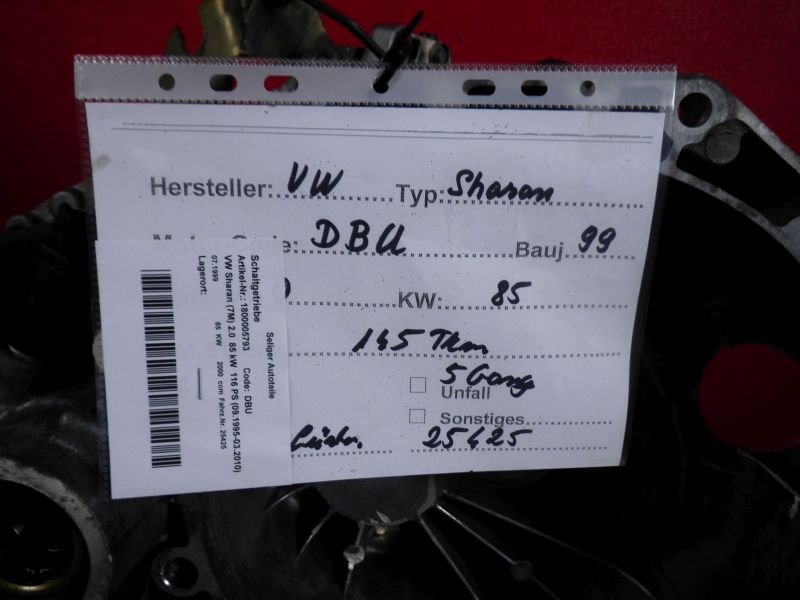 Hersteller: VW Typ: Sharan
DBU Bauj. 99
KW: 85
145 Tkm
5 Gang
Unfall
Sonstiges
25425
Seliger Autoteile
Schaltgetriebe
Artikel-Nr.: 1800005793 Code: DBU
VW Sharan (7M) 2.0 85 kW 116 PS (09.1995-03.2010)
07.1999 85 KW 2000 ccm Fahrz.Nr. 25425
Lagerort: